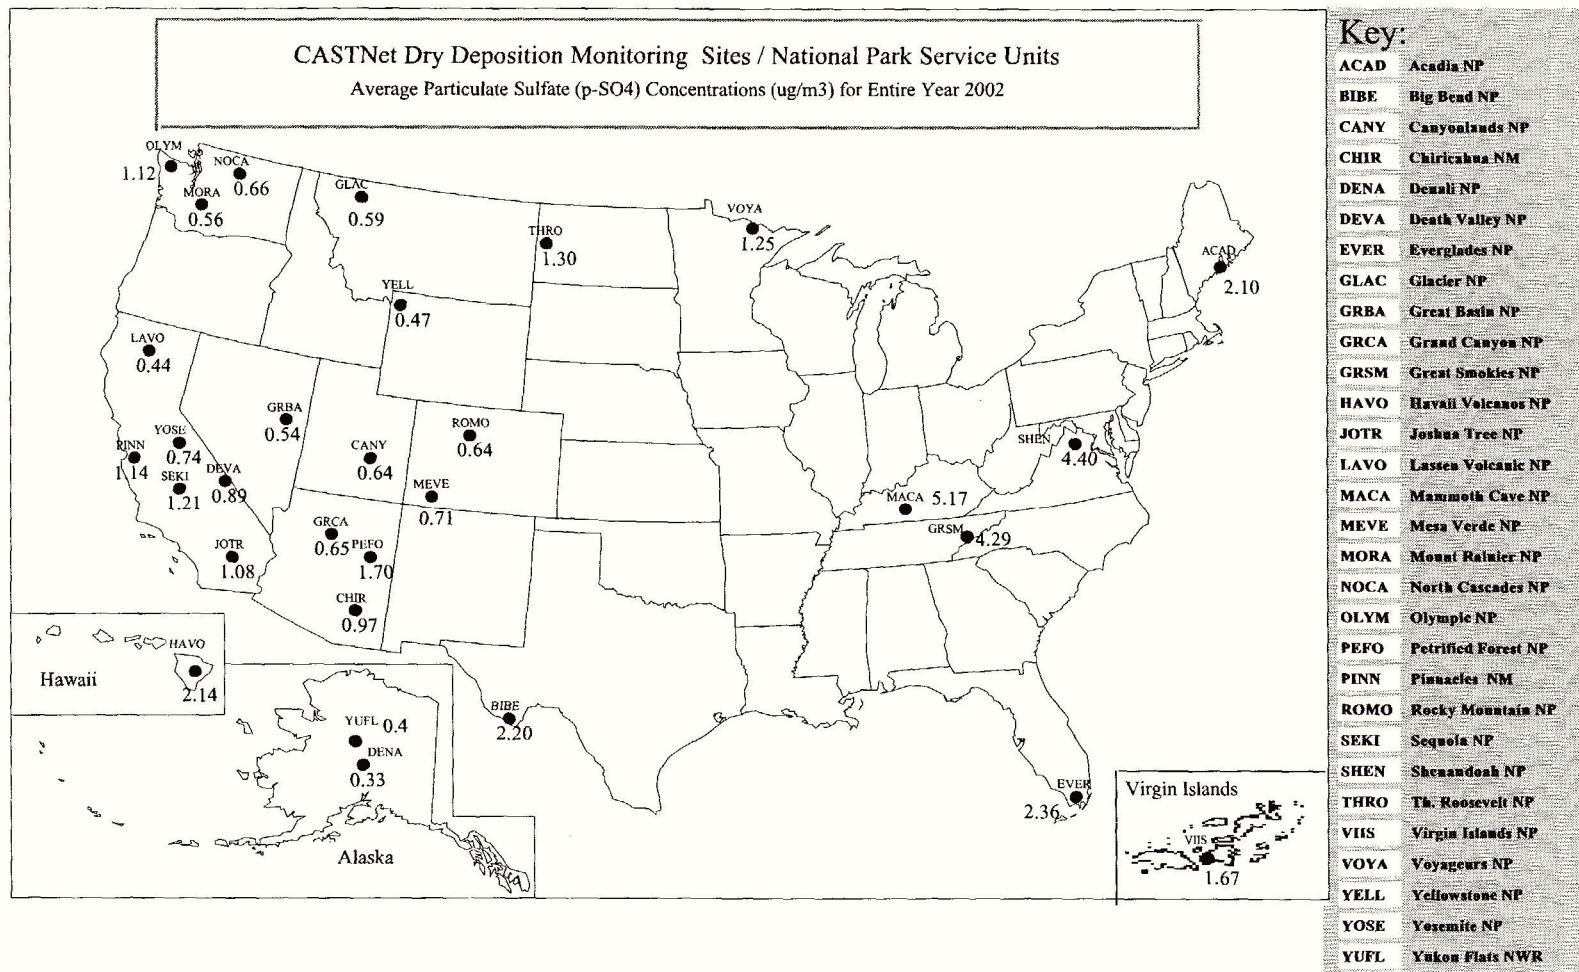 CASTNet Dry Deposition Monitoring Sites / National Park Service Units
Average Particulate Sulfate (p-SO4) Concentrations (ug/m3) for Entire Year 2002
OLYM
1.12
NOCA
0.66
MORA
0.56
GLAC
0.59
THRO
1.30
VOYA
1.25
ACAD
2.10
YELL
0.47
LAVO
0.44
GRBA
0.54
YOSE
0.74
PINN
1.14
SEKI
1.21
DEVA
0.89
CANY
0.64
ROMO
0.64
MEVE
0.71
SHEN
4.40
MACA
5.17
GRSM
4.29
GRCA
0.65
PEFO
1.70
JOTR
1.08
CHIR
0.97
HAVO
2.14
Hawaii
YUFL 0.4
DENA
0.33
Alaska
BIBE
2.20
EVER
2.36
Virgin Islands
VIIS
1.67
Key:
ACAD Acadia NP
BIBE Big Bend NP
CANY Canyonlands NP
CHIR Chiricahua NM
DENA Denali NP
DEVA Death Valley NP
EVER Everglades NP
GLAC Glacier NP
GRBA Great Basin NP
GRCA Grand Canyon NP
GRSM Great Smokies NP
HAVO Havaii Volcanos NP
JOTR Joshua Tree NP
LAVO Lassen Volcanic NP
MACA Mammoth Cave NP
MEVE Mesa Verde NP
MORA Mount Rainier NP
NOCA North Cascades NP
OLYM Olympic NP
PEFO Petrified Forest NP
PINN Pinnacles NM
ROMO Rocky Mountain NP
SEKI Sequoia NP
SHEN Shenandoah NP
THRO Th. Roosevelt NP
VIIS Virgin Islands NP
VOYA Voyageurs NP
YELL Yellowstone NP
YOSE Yosemite NP
YUFL Yukon Flats NWR